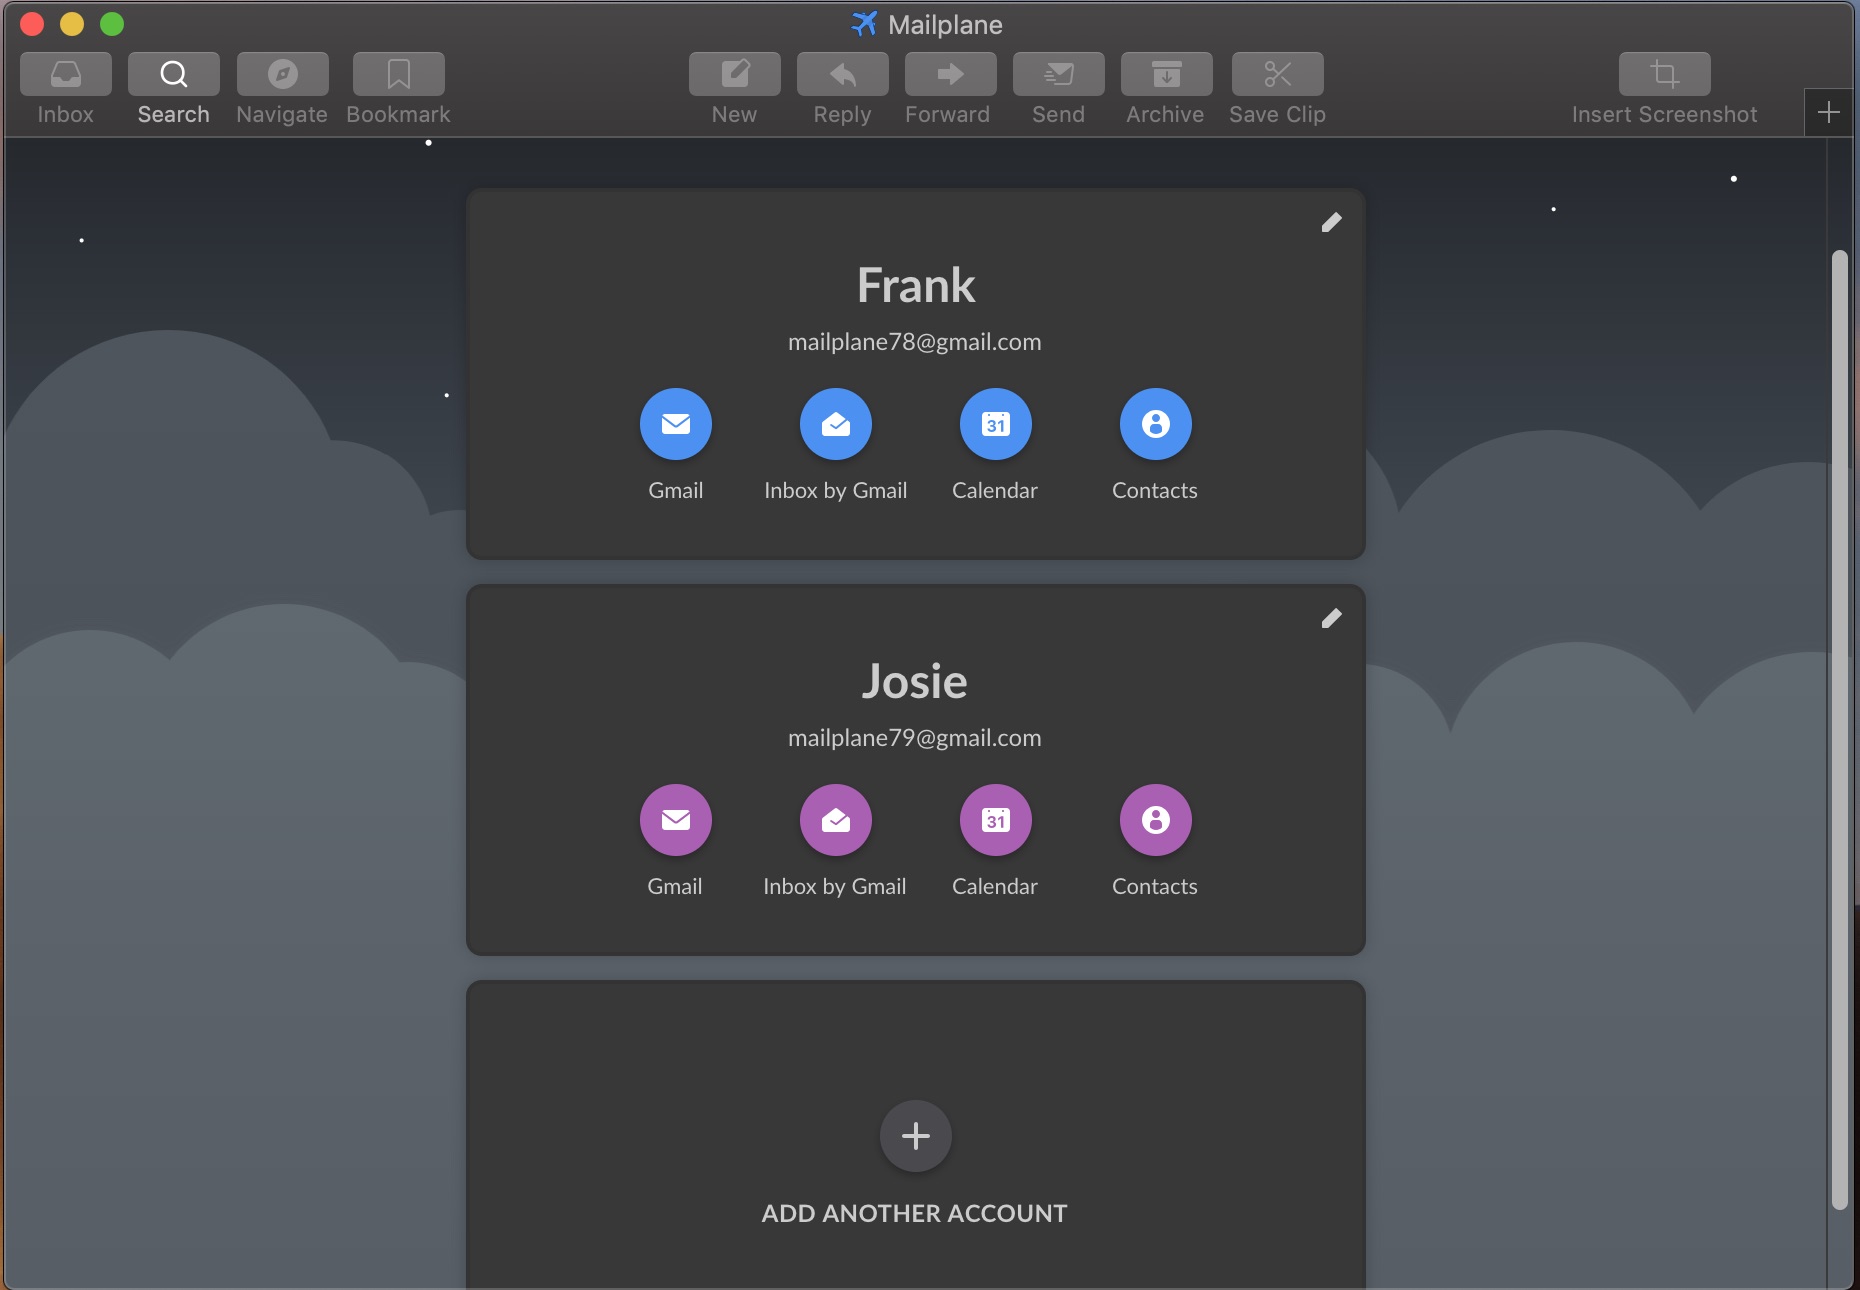 Mailplane
Inbox Search Navigate Bookmark New Reply Forward Send Archive Save Clip Insert Screenshot
Frank
mailplane78@gmail.com
31
Gmail Inbox by Gmail Calendar Contacts
Josie
mailplane79@gmail.com
31
Gmail Inbox by Gmail Calendar Contacts
ADD ANOTHER ACCOUNT